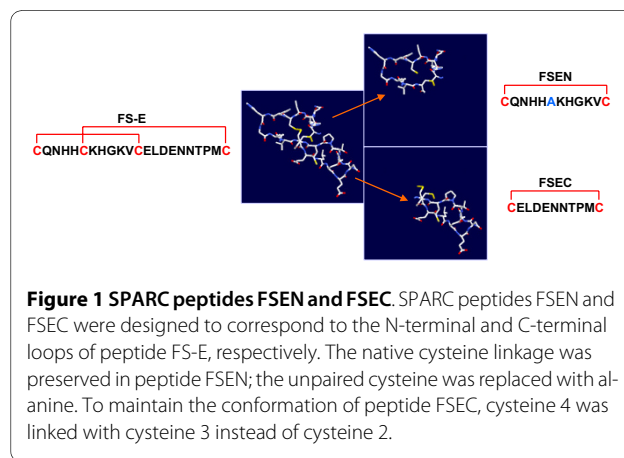 FS-E
CQNHHCKHGKVCELDENNTPMC
FSEN
CQNHHAKHGKVC
FSEC
CELDENNTPMC
Figure 1 SPARC peptides FSEN and FSEC. SPARC peptides FSEN and
FSEC were designed to correspond to the N-terminal and C-terminal
loops of peptide FS-E, respectively. The native cysteine linkage was
preserved in peptide FSEN; the unpaired cysteine was replaced with al-
anine. To maintain the conformation of peptide FSEC, cysteine 4 was
linked with cysteine 3 instead of cysteine 2.